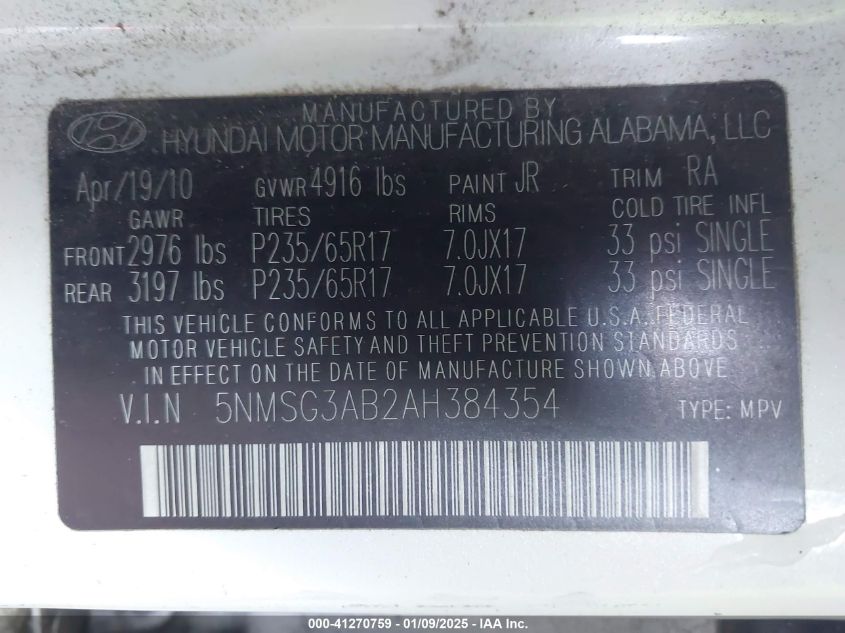 MANUFACTURED BY
HYUNDAI MOTOR MANUFACTURING ALABAMA, LLC
Apr/19/10 GVWR 4916 lbs PAINT JR TRIM RA
GAWR TIRES RIMS COLD TIRE INFL
FRONT 2976 lbs P235/65R17 7.0JX17 33 psi SINGLE
REAR 3197 lbs P235/65R17 7.0JX17 33 psi SINGLE
THIS VEHICLE CONFORMS TO ALL APPLICABLE U.S.A. FEDERAL
MOTOR VEHICLE SAFETY AND THEFT PREVENTION STANDARDS
IN EFFECT ON THE DATE OF MANUFACTURE SHOWN ABOVE.
V.I.N 5NMSG3AB2AH384354 TYPE: MPV
000-41270759 - 01/09/2025 - IAA Inc.